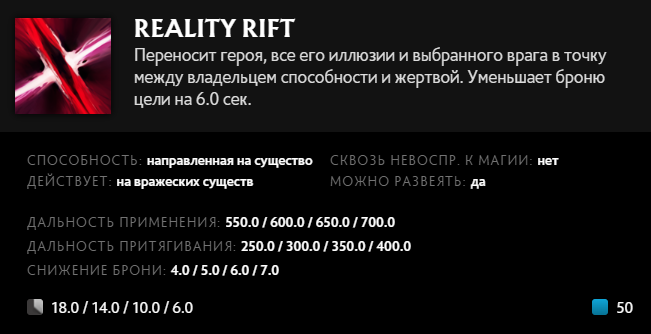 REALITY RIFT
Переносит героя, все его иллюзии и выбранного врага в точку
между владельцем способности и жертвой. Уменьшает броню
цели на 6.0 сек.
СПОСОБНОСТЬ: направленная на существо
СКВОЗЬ НЕВОСПР. К МАГИИ: нет
ДЕЙСТВУЕТ: на вражеских существ
МОЖНО РАЗВЕЯТЬ: да
ДАЛЬНОСТЬ ПРИМЕНЕНИЯ: 550.0 / 600.0 / 650.0 / 700.0
ДАЛЬНОСТЬ ПРИТЯГИВАНИЯ: 250.0 / 300.0 / 350.0 / 400.0
СНИЖЕНИЕ БРОНИ: 4.0 / 5.0 / 6.0 / 7.0
18.0 / 14.0 / 10.0 / 6.0
50